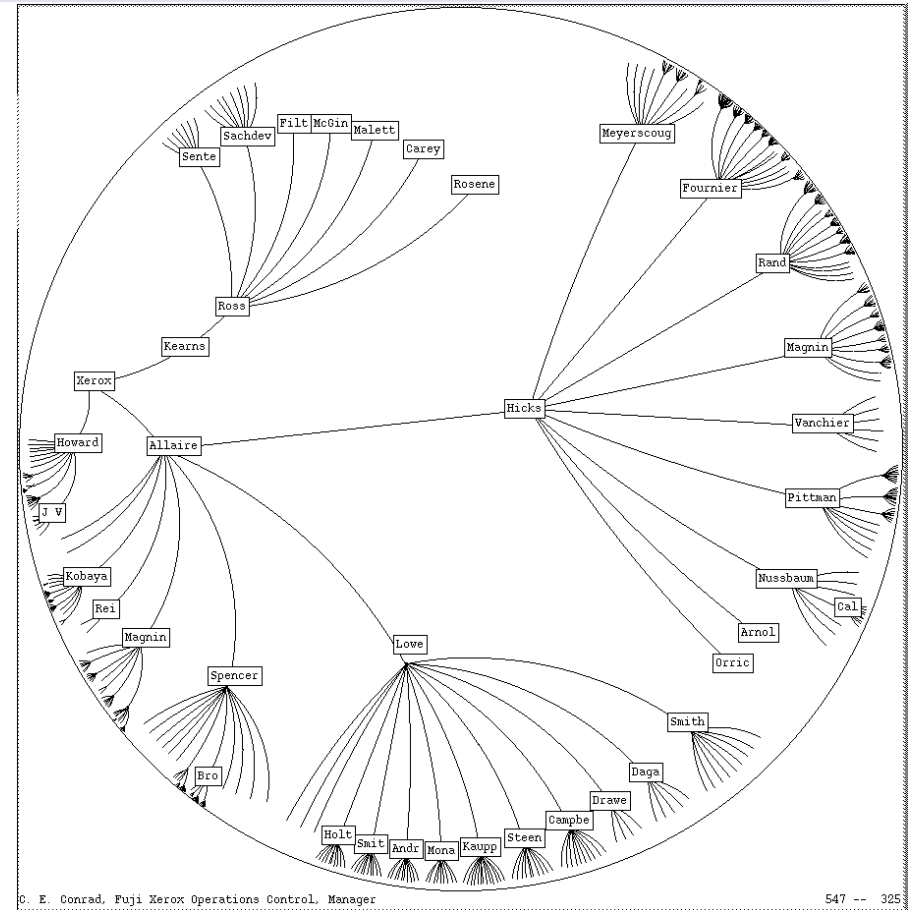 Filt
McGin
Malett
Sachdev
Meyerscoug
Carey
Sente
Rosene
Fournier
Rand
Ross
Kearns
Magnin
Xerox
Hicks
Vanchier
Howard
Allaire
Pittman
J V
Kobaya
Nussbaum
Rei
Cal
Arnol
Magnin
Lowe
Orric
Spencer
Smith
Daga
Bro
Drawe
Campbe
Holt
Steen
Smit
Andr
Mona
Kaupp
C. E. Conrad, Fuji Xerox Operations Control, Manager
547 -- 325